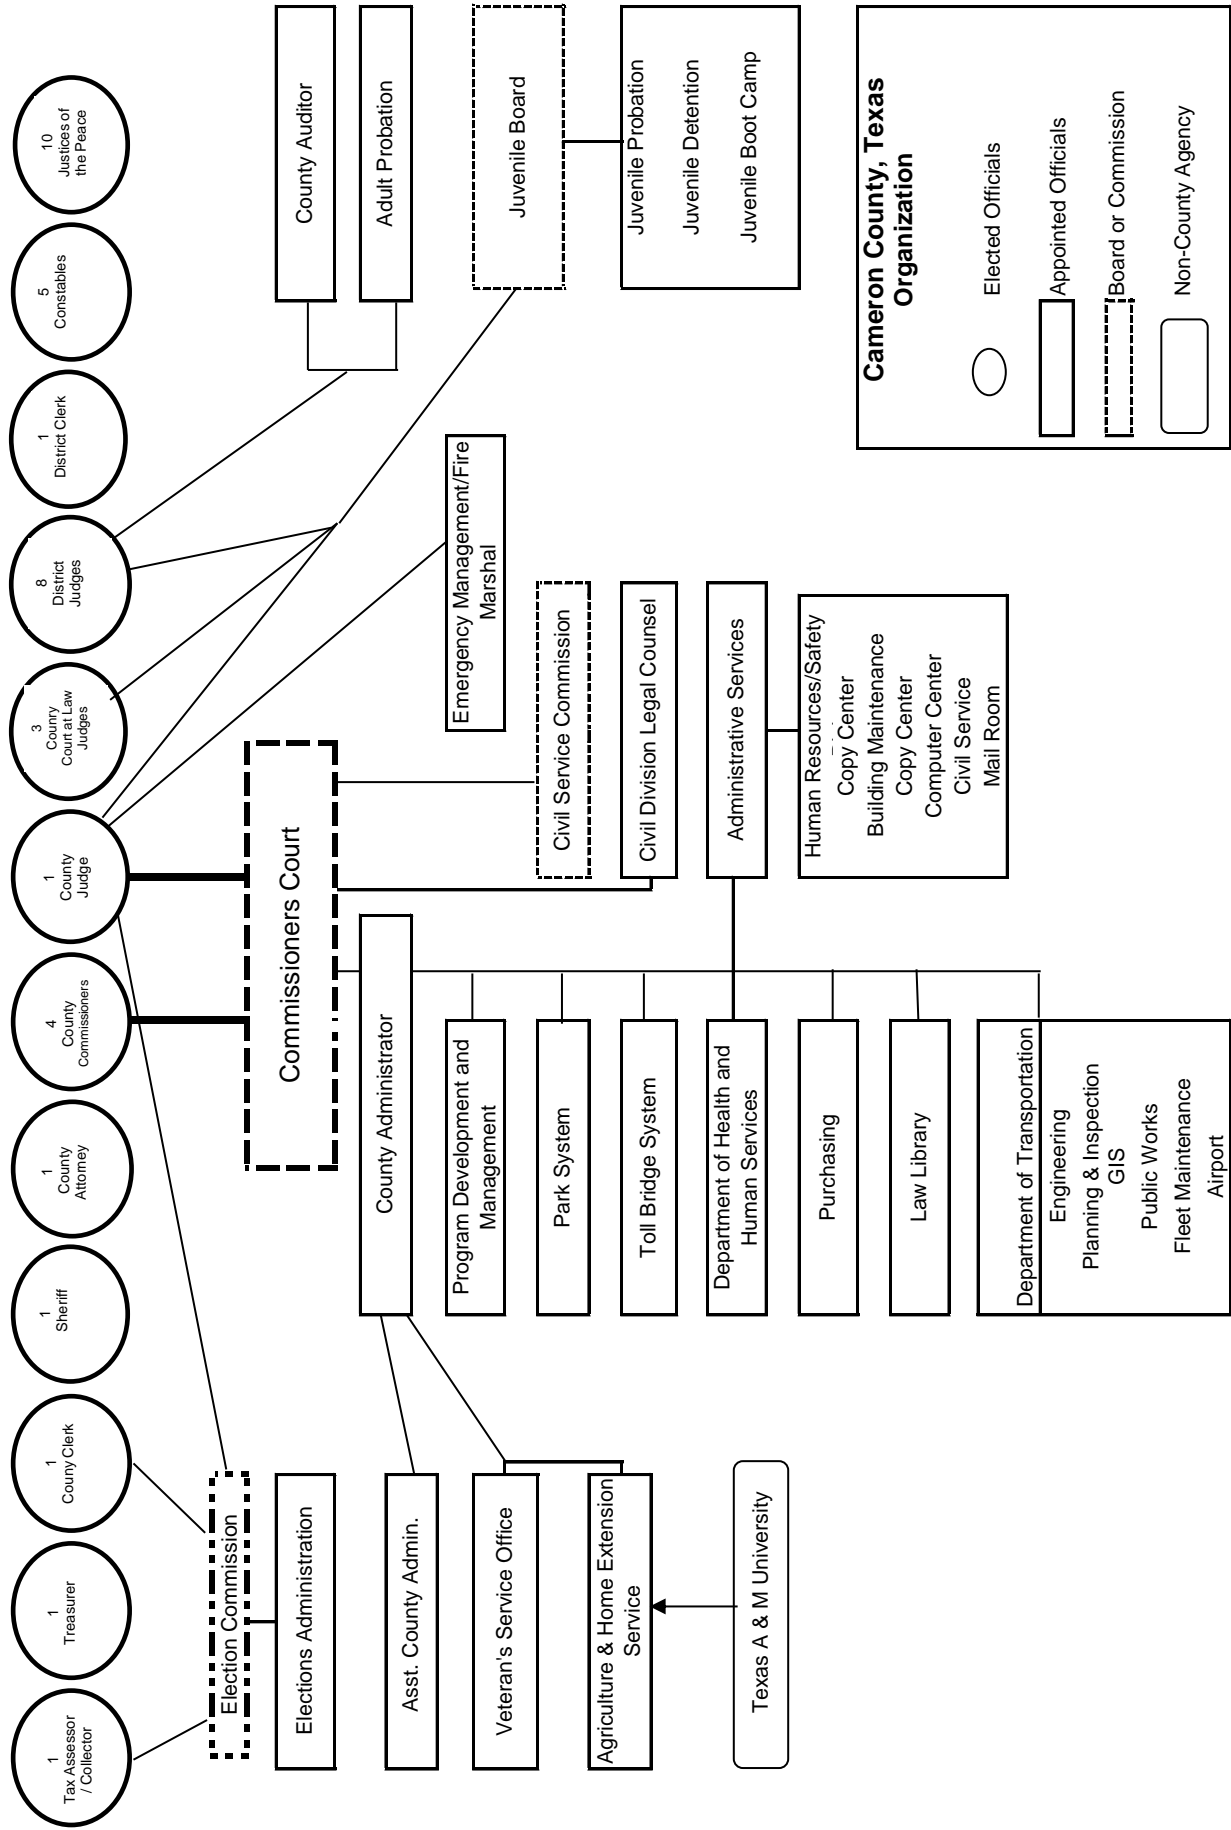 1
Tax Assessor
/ Collector
1
Treasurer
1
Couny Clerk
1
Sheriff
1
County
Attorney
4
County
Commissioners
1
County
Judge
3
Counry
Court at Law
Judges
8
District
Judges
1
District Clerk
5
Constables
10
Justices of
the Peace
Election Commission
Elections Administration
Asst. County Admin.
Veteran's Service Office
Agriculture & Home Extension
Service
Texas A & M University
Commissioners Court
County Administrator
Program Development and
Management
Park System
Toll Bridge System
Department of Health and
Human Services
Purchasing
Law Library
Department of Transportation
Engineering
Planning & Inspection
GIS
Public Works
Fleet Maintenance
Airport
Emergency Management/Fire
Marshal
Civil Service Commission
Civil Division Legal Counsel
Administrative Services
Human Resources/Safety
Copy Center
Building Maintenance
Copy Center
Computer Center
Civil Service
Mail Room
County Auditor
Adult Probation
Juvenile Board
Juvenile Probation
Juvenile Detention
Juvenile Boot Camp
Cameron County, Texas
Organization
Elected Officials
Appointed Officials
Board or Commission
Non-County Agency